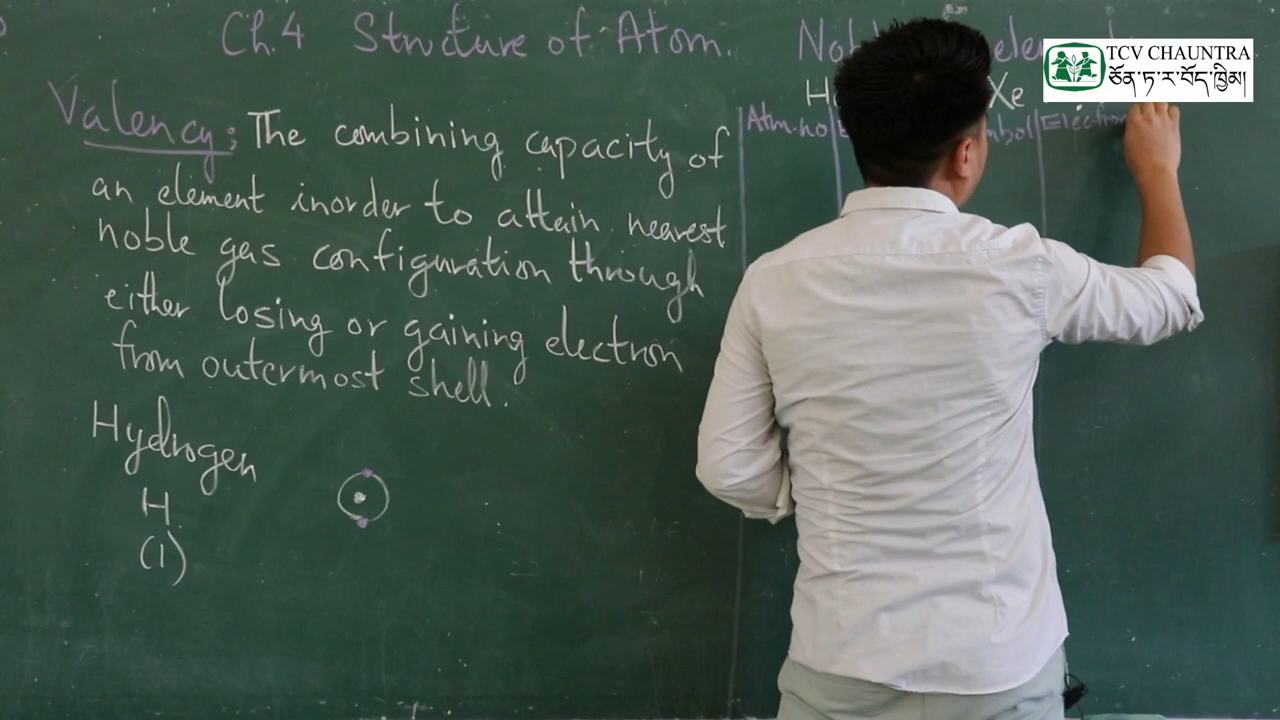 Ch.4 Structure of Atom.
Valency: The combining capacity of
an element inorder to attain nearest
noble gas configuration through
either losing or gaining electron
from outermost shell.
Hydrogen
H
(1)
Xe
Atm.no
Electron
TCV CHAUNTRA
ཅོན་ཏ་ར་བོད་ཁྱིམ།